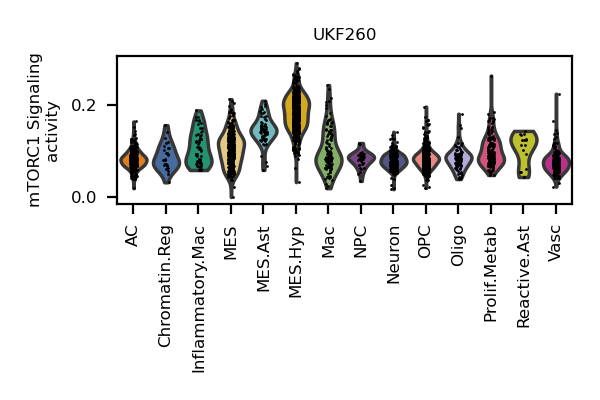 UKF260
mTORC1 Signaling
activity
0.2
0.0
AC
Chromatin.Reg
Inflammatory.Mac
MES
MES.Ast
MES.Hyp
Mac
NPC
Neuron
OPC
Oligo
Prolif.Metab
Reactive.Ast
Vasc